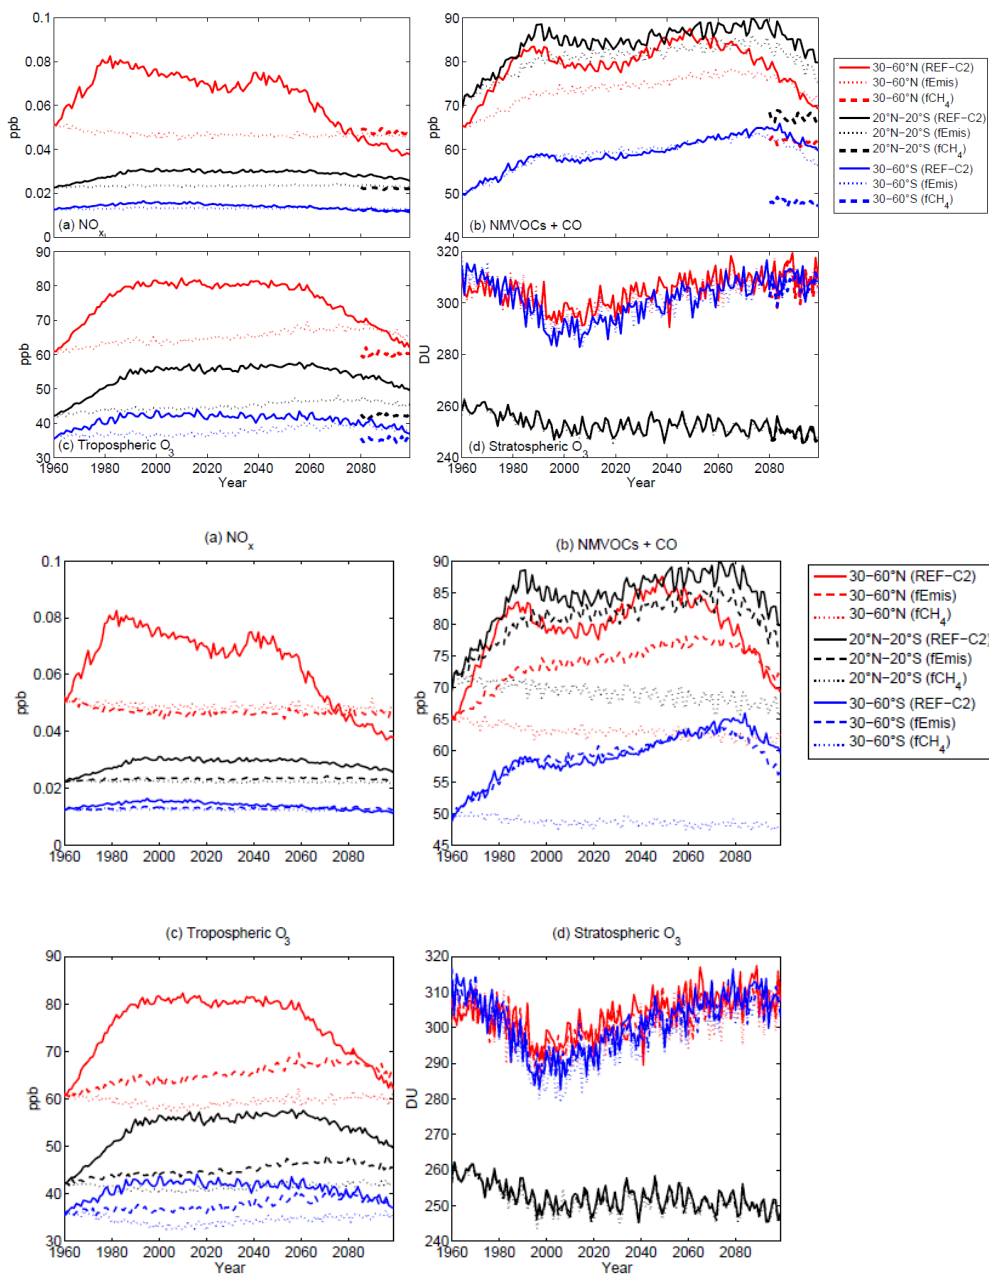 0.1
0.08
0.06
0.04
0.02
0
ppb
(a) NOx
90
80
70
60
50
40
ppb
(b) NMVOCs + CO
30−60°N (REF−C2)
30−60°N (fEmis)
30−60°N (fCH4)
20°N−20°S (REF−C2)
20°N−20°S (fEmis)
20°N−20°S (fCH4)
30−60°S (REF−C2)
30−60°S (fEmis)
30−60°S (fCH4)
90
80
70
60
50
40
30
ppb
(c) Tropospheric O3
1960 1980 2000 2020 2040 2060 2080
Year
320
300
280
260
240
DU
(d) Stratospheric O3
1960 1980 2000 2020 2040 2060 2080
Year
(a) NOx
0.1
0.08
0.06
0.04
0.02
0
ppb
1960 1980 2000 2020 2040 2060 2080
(b) NMVOCs + CO
90
85
80
75
70
65
60
55
50
45
ppb
1960 1980 2000 2020 2040 2060 2080
30−60°N (REF−C2)
30−60°N (fEmis)
30−60°N (fCH4)
20°N−20°S (REF−C2)
20°N−20°S (fEmis)
20°N−20°S (fCH4)
30−60°S (REF−C2)
30−60°S (fEmis)
30−60°S (fCH4)
(c) Tropospheric O3
90
80
70
60
50
40
30
ppb
1960 1980 2000 2020 2040 2060 2080
Year
(d) Stratospheric O3
320
310
300
290
280
270
260
250
240
DU
1960 1980 2000 2020 2040 2060 2080
Year